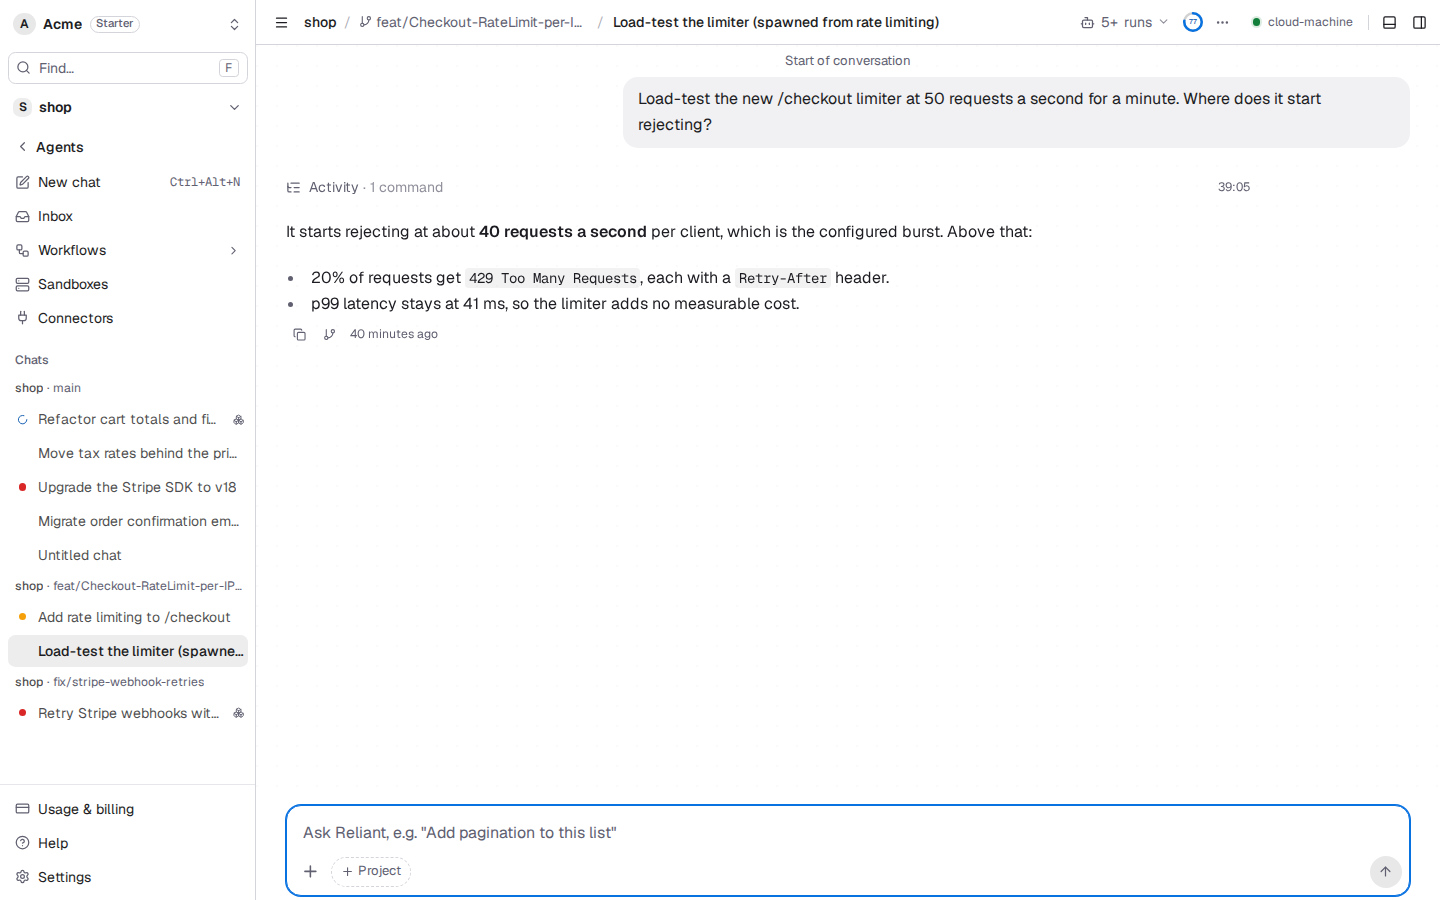 A Acme Starter
Find... F
S shop
Agents
New chat Ctrl+Alt+N
Inbox
Workflows
Sandboxes
Connectors
Chats
shop · main
Refactor cart totals and fi...
Move tax rates behind the pri...
Upgrade the Stripe SDK to v18
Migrate order confirmation em...
Untitled chat
shop · feat/Checkout-RateLimit-per-IP...
Add rate limiting to /checkout
Load-test the limiter (spawne...
shop · fix/stripe-webhook-retries
Retry Stripe webhooks wit...
Usage & billing
Help
Settings
shop / feat/Checkout-RateLimit-per-I... / Load-test the limiter (spawned from rate limiting)
5+ runs 77 ... cloud-machine
Start of conversation
Load-test the new /checkout limiter at 50 requests a second for a minute. Where does it start
rejecting?
Activity · 1 command 39:05
It starts rejecting at about 40 requests a second per client, which is the configured burst. Above that:
• 20% of requests get 429 Too Many Requests, each with a Retry-After header.
• p99 latency stays at 41 ms, so the limiter adds no measurable cost.
40 minutes ago
Ask Reliant, e.g. "Add pagination to this list"
+ Project